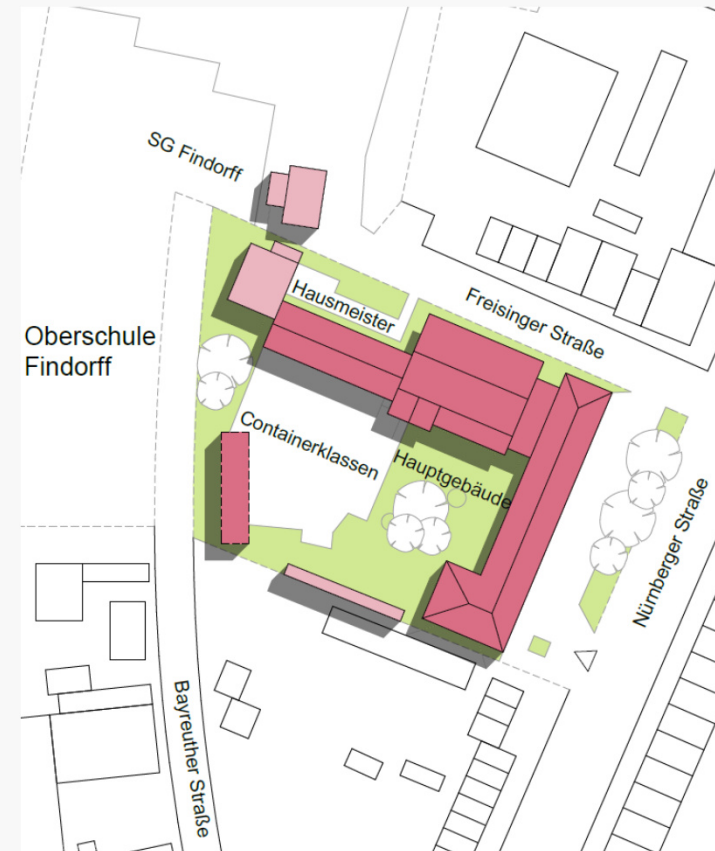 SG Findorff
Hausmeister
Freisinger Straße
Oberschule
Findorff
Containerklassen
Hauptgebäude
Nürnberger Straße
Bayreuther Straße